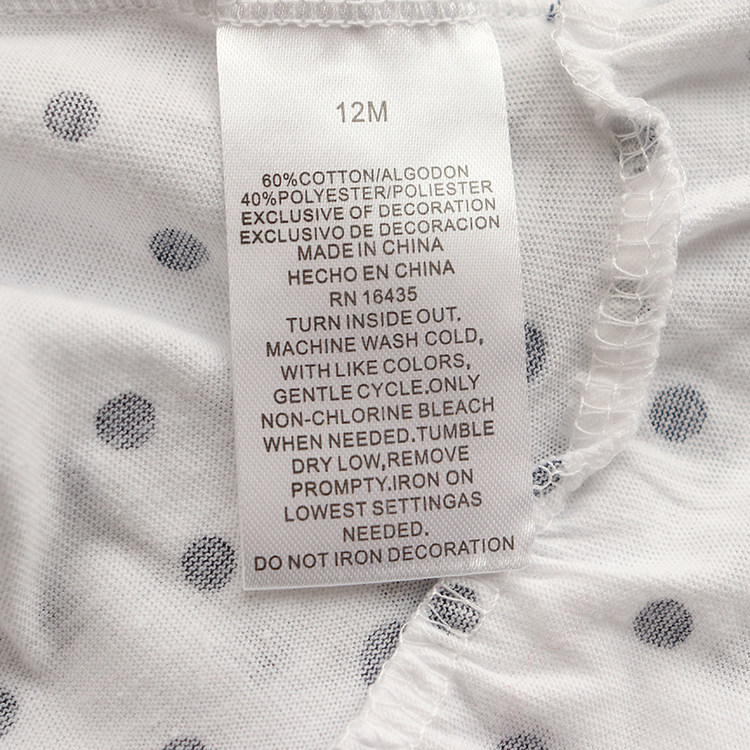 12M
60%COTTON/ALGODON
40%POLYESTER/POLIESTER
EXCLUSIVE OF DECORATION
EXCLUSIVO DE DECORACION
MADE IN CHINA
HECHO EN CHINA
RN 16435
TURN INSIDE OUT.
MACHINE WASH COLD,
WITH LIKE COLORS,
GENTLE CYCLE.ONLY
NON-CHLORINE BLEACH
WHEN NEEDED.TUMBLE
DRY LOW,REMOVE
PROMPTY.IRON ON
LOWEST SETTINGAS
NEEDED.
DO NOT IRON DECORATION